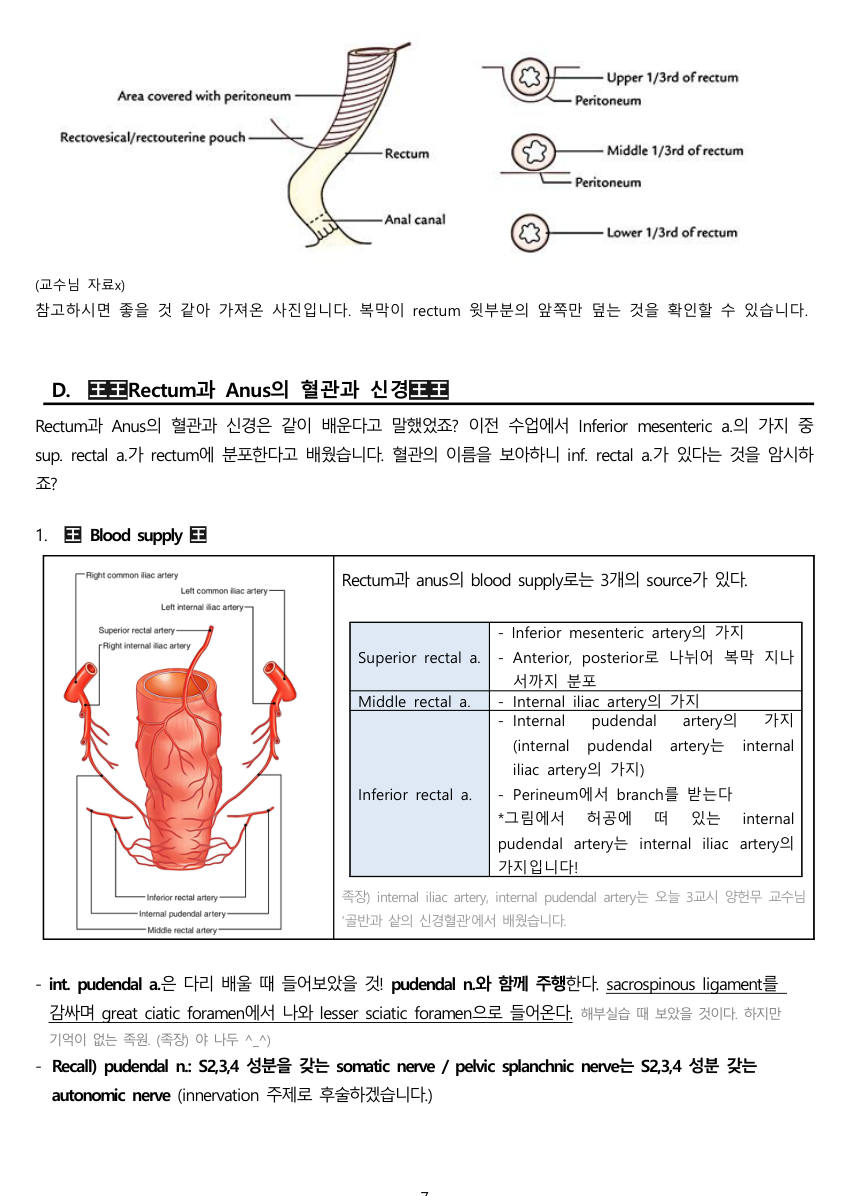 Area covered with peritoneum
Rectovesical/rectouterine pouch
Rectum
Anal canal
Upper 1/3rd of rectum
Peritoneum
Middle 1/3rd of rectum
Peritoneum
Lower 1/3rd of rectum
(교수님 자료x)
참고하시면 좋을 것 같아 가져온 사진입니다. 복막이 rectum 윗부분의 앞쪽만 덮는 것을 확인할 수 있습니다.
D. 王王Rectum과 Anus의 혈관과 신경王王
Rectum과 Anus의 혈관과 신경은 같이 배운다고 말했었죠? 이전 수업에서 Inferior mesenteric a.의 가지 중
sup. rectal a.가 rectum에 분포한다고 배웠습니다. 혈관의 이름을 보아하니 inf. rectal a.가 있다는 것을 암시하
죠?
1. 王 Blood supply 王
Right common iliac artery
Left common iliac artery
Left internal iliac artery
Superior rectal artery
Right internal iliac artery
Inferior rectal artery
Internal pudendal artery
Middle rectal artery
Rectum과 anus의 blood supply로는 3개의 source가 있다.
Superior rectal a.
- Inferior mesenteric artery의 가지
- Anterior, posterior로 나뉘어 복막 지나
서까지 분포
Middle rectal a.
- Internal iliac artery의 가지
Inferior rectal a.
- Internal pudendal artery의 가지
(internal pudendal artery는 internal
iliac artery의 가지)
- Perineum에서 branch를 받는다
*그림에서 허공에 떠 있는 internal
pudendal artery는 internal iliac artery의
가지입니다!
족장) internal iliac artery, internal pudendal artery는 오늘 3교시 양헌무 교수님
'골반과 샅의 신경혈관'에서 배웠습니다.
- int. pudendal a.은 다리 배울 때 들어보았을 것! pudendal n.와 함께 주행한다. sacrospinous ligament를
감싸며 great ciatic foramen에서 나와 lesser sciatic foramen으로 들어온다. 해부실습 때 보았을 것이다. 하지만
기억이 없는 족원. (족장) 야 나두 ^_^)
- Recall) pudendal n.: S2,3,4 성분을 갖는 somatic nerve / pelvic splanchnic nerve는 S2,3,4 성분 갖는
autonomic nerve (innervation 주제로 후술하겠습니다.)
7